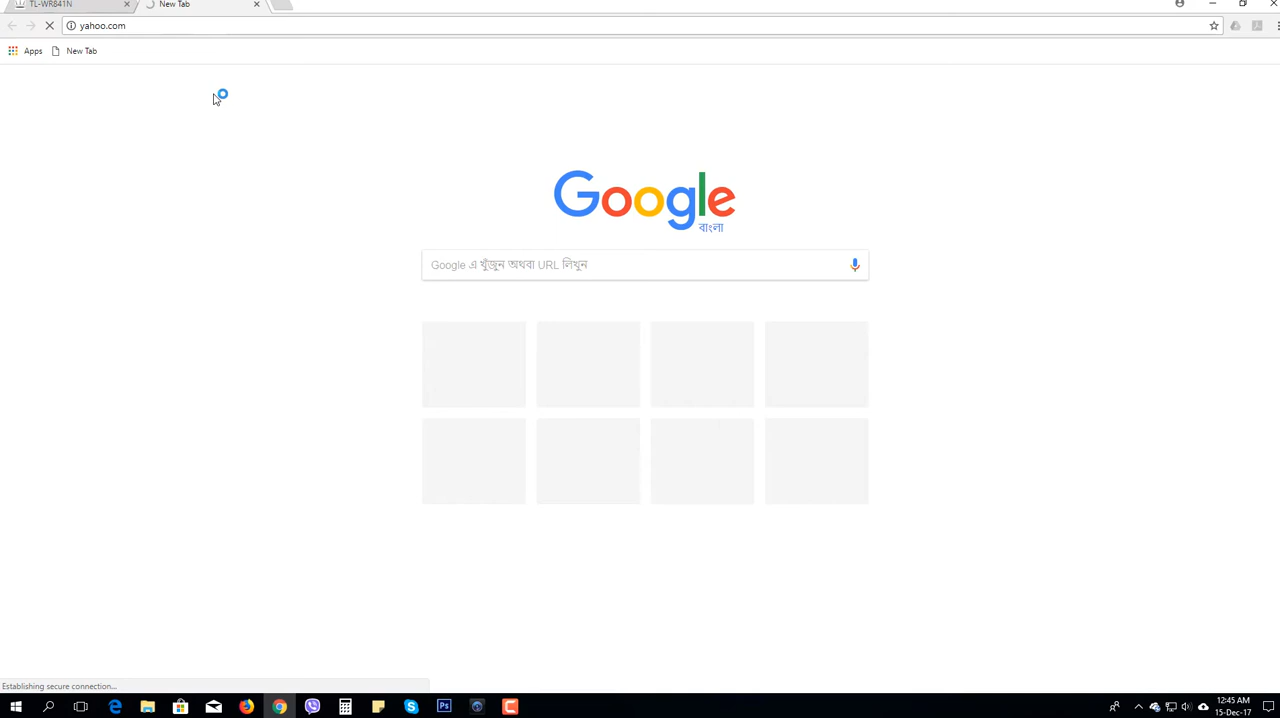 TL-WR841N
New Tab
yahoo.com
Apps
New Tab
Google
বাংলা
Google এ খুঁজুন অথবা URL লিখুন
Establishing secure connection...
Ps
12:45 AM
15-Dec-17